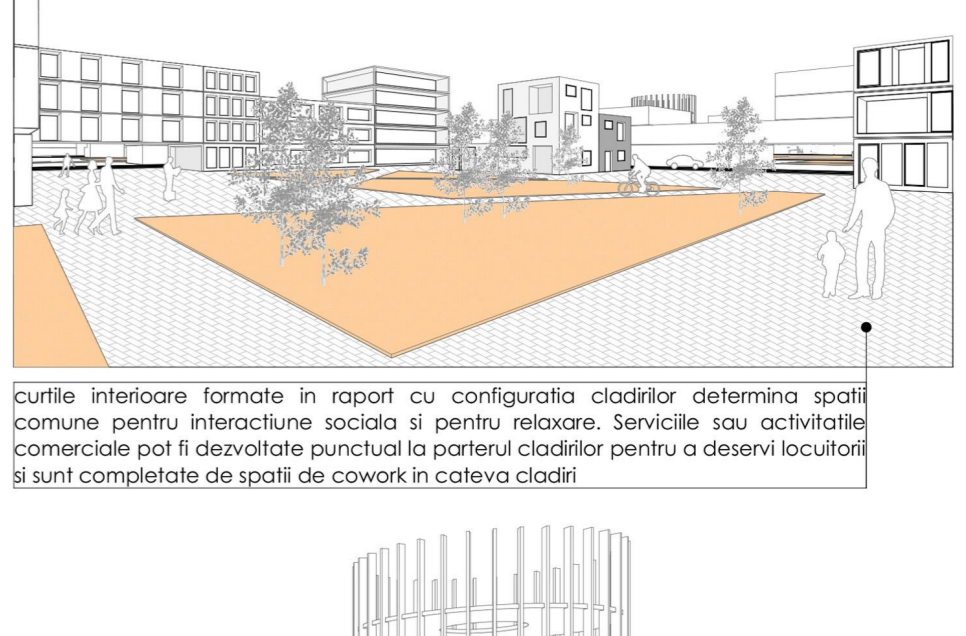 curtile interioare formate in raport cu configuratia cladirilor determina spatii
comune pentru interactiune sociala si pentru relaxare. Serviciile sau activitatile
comerciale pot fi dezvoltate punctual la parterul cladirilor pentru a deservi locuitorii
si sunt completate de spatii de cowork in cateva cladiri